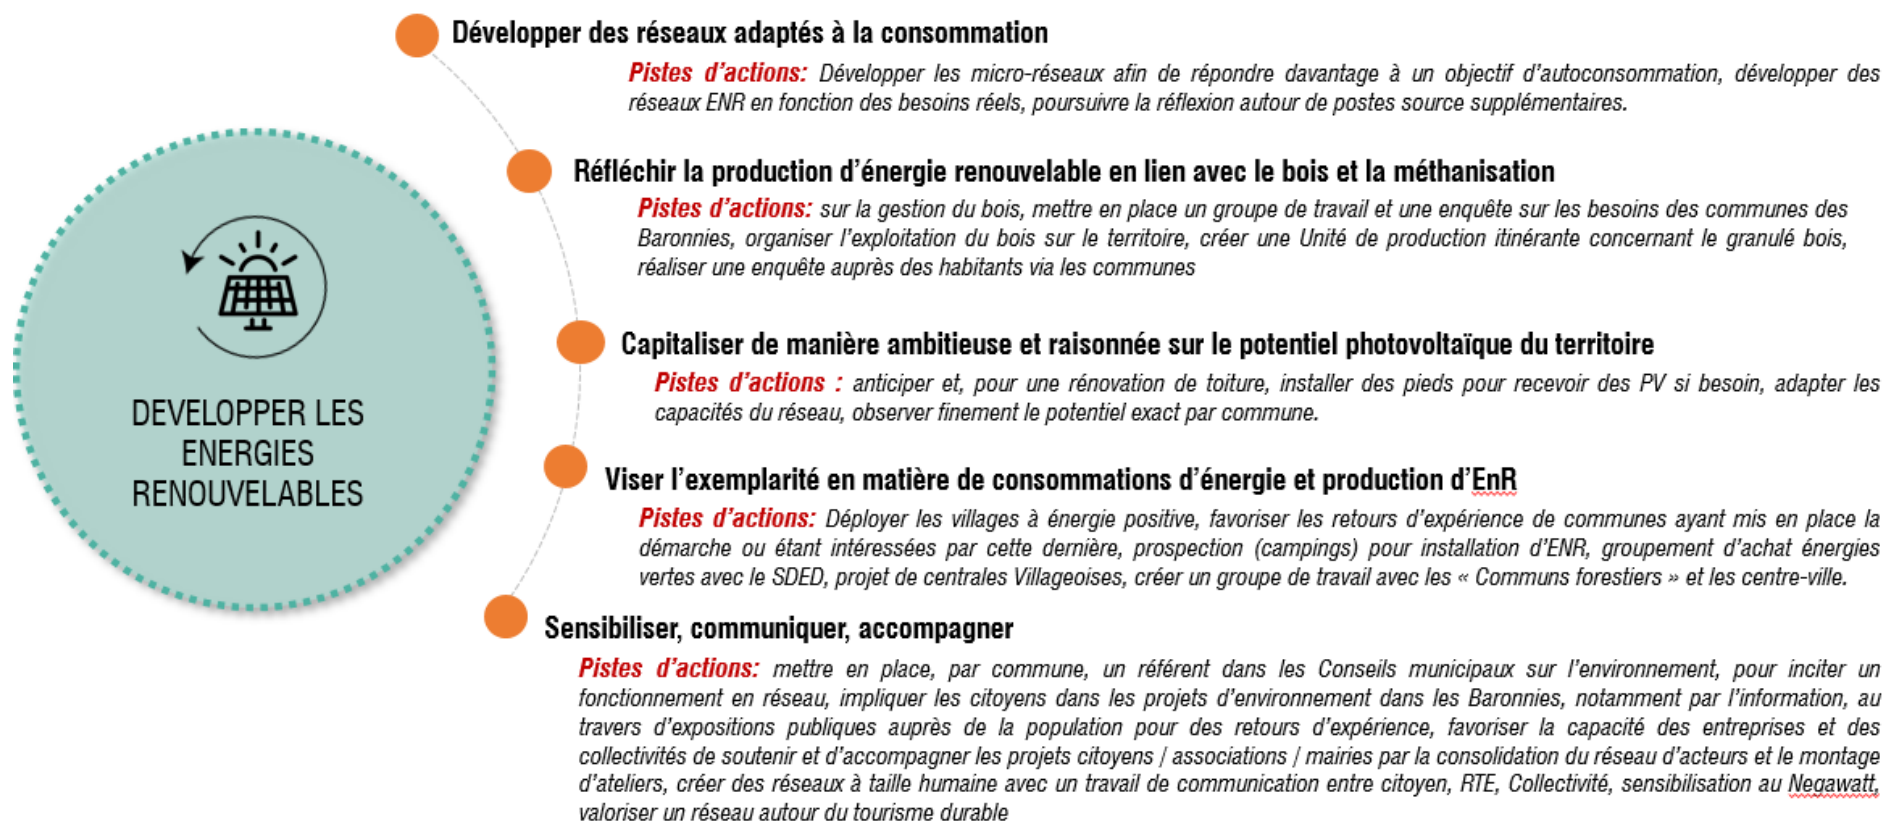 Développer des réseaux adaptés à la consommation
Pistes d’actions: Développer les micro-réseaux afin de répondre davantage à un objectif d’autoconsommation, développer des
réseaux ENR en fonction des besoins réels, poursuivre la réflexion autour de postes source supplémentaires.
Réfléchir la production d’énergie renouvelable en lien avec le bois et la méthanisation
Pistes d’actions: sur la gestion du bois, mettre en place un groupe de travail et une enquête sur les besoins des communes des
Baronnies, organiser l’exploitation du bois sur le territoire, créer une Unité de production itinérante concernant le granulé bois,
réaliser une enquête auprès des habitants via les communes
Capitaliser de manière ambitieuse et raisonnée sur le potentiel photovoltaïque du territoire
Pistes d’actions : anticiper et, pour une rénovation de toiture, installer des pieds pour recevoir des PV si besoin, adapter les
capacités du réseau, observer finement le potentiel exact par commune.
DEVELOPPER LES
ENERGIES
RENOUVELABLES
Viser l’exemplarité en matière de consommations d’énergie et production d’EnR
Pistes d’actions: Déployer les villages à énergie positive, favoriser les retours d’expérience de communes ayant mis en place la
démarche ou étant intéressées par cette dernière, prospection (campings) pour installation d’ENR, groupement d’achat énergies
vertes avec le SDED, projet de centrales Villageoises, créer un groupe de travail avec les « Communs forestiers » et les centre-ville.
Sensibiliser, communiquer, accompagner
Pistes d’actions: mettre en place, par commune, un référent dans les Conseils municipaux sur l’environnement, pour inciter un
fonctionnement en réseau, impliquer les citoyens dans les projets d’environnement dans les Baronnies, notamment par l’information, au
travers d’expositions publiques auprès de la population pour des retours d’expérience, favoriser la capacité des entreprises et des
collectivités de soutenir et d’accompagner les projets citoyens / associations / mairies par la consolidation du réseau d’acteurs et le montage
d’ateliers, créer des réseaux à taille humaine avec un travail de communication entre citoyen, RTE, Collectivité, sensibilisation au Negawatt,
valoriser un réseau autour du tourisme durable